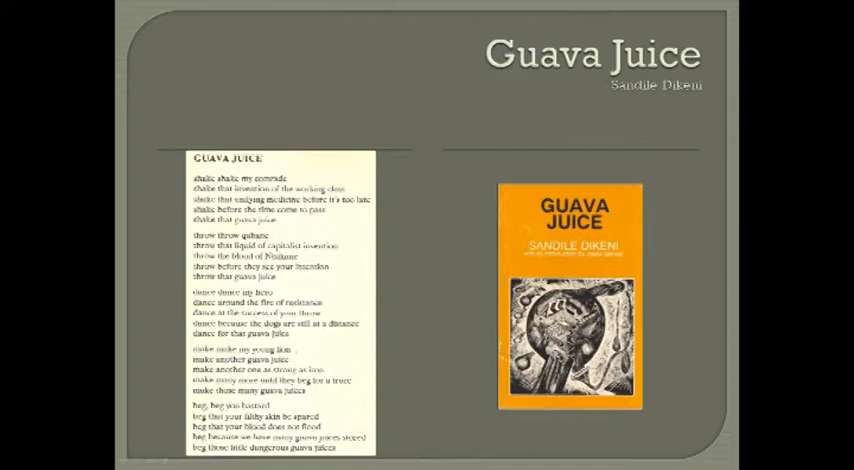 Guava Juice
Sandile Dikeni
GUAVA JUICE
shake shake my comrade
shake that invention of the working class
shake that unifying medicine before it's too late
shake before the time come to pass
shake that guava juice
throw throw qabane
throw that liquid of capitalist invention
throw the blood of Ntsikane
throw before they see your intention
throw that guava juice
dance dance my hero
dance around the fire of resistance
dance at the success of your throw
dance because the dogs are still at a distance
dance for that guava juice
make make my young lion
make another guava juice
make another one as strong as iron
make many more until they beg for a truce
make those many guava juices
beg, beg you bastard
beg that your filthy skin be spared
beg that your blood does not flood
beg because we have many guava juices stored
beg those little dangerous guava juices
GUAVA
JUICE
SANDILE DIKENI